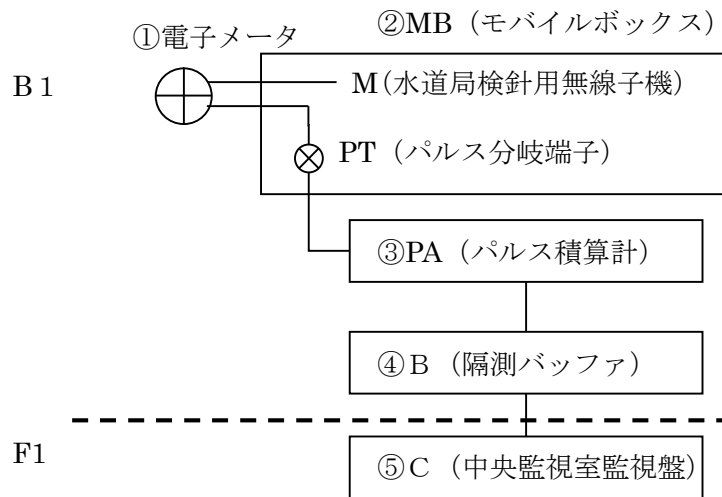 ②MB（モバイルボックス）
①電子メータ
B１
M(水道局検針用無線子機）
PT（パルス分岐端子）
③PA（パルス積算計）
④Ｂ（隔測バッファ）
F1
⑤Ｃ（中央監視室監視盤）